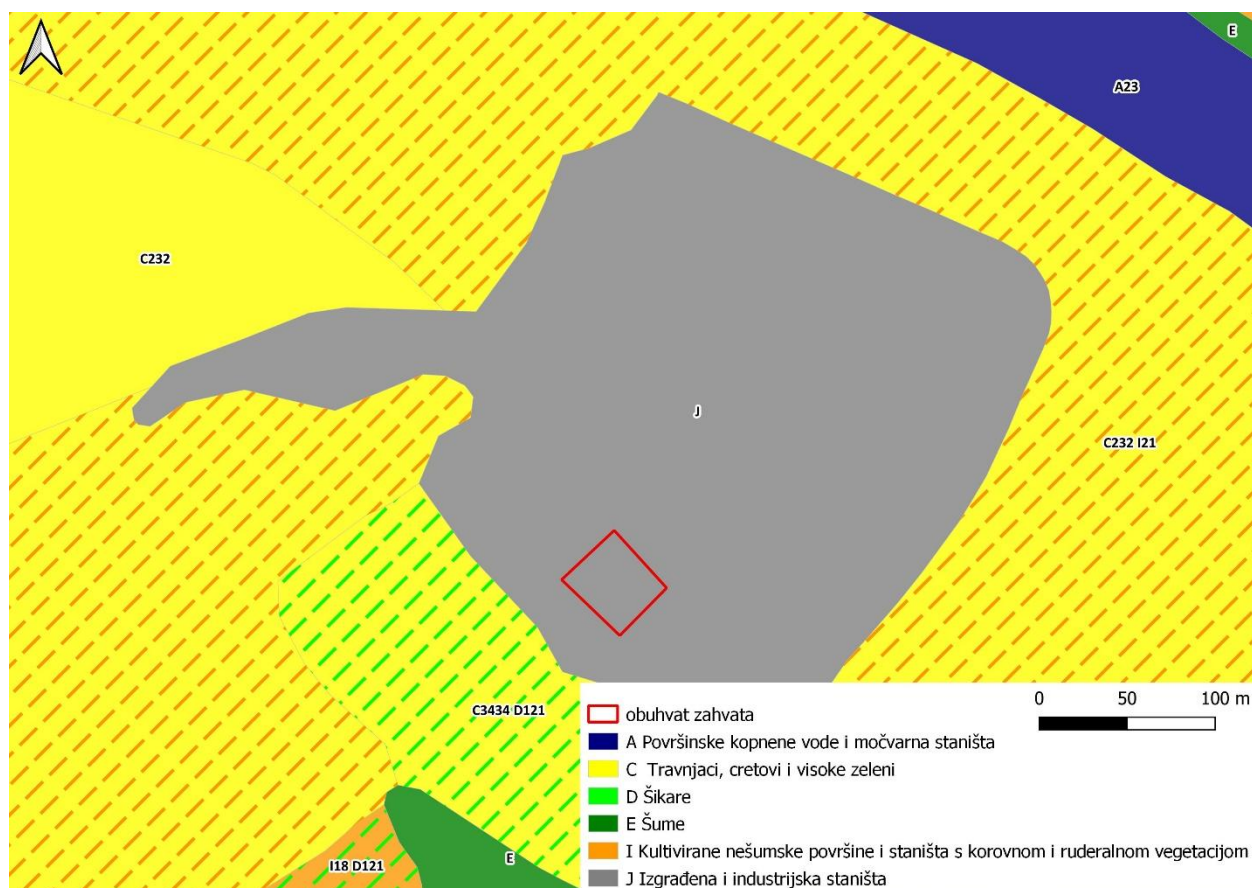 E
A23
C232
J
C232 I21
C3434 D121
I18 D121
E
0 50 100 m
obuhvat zahvata
A Površinske kopnene vode i močvarna staništa
C Travnjaci, cretovi i visoke zeleni
D Šikare
E Šume
I Kultivirane nešumske površine i staništa s korovnom i ruderalnom vegetacijom
J Izgrađena i industrijska staništa